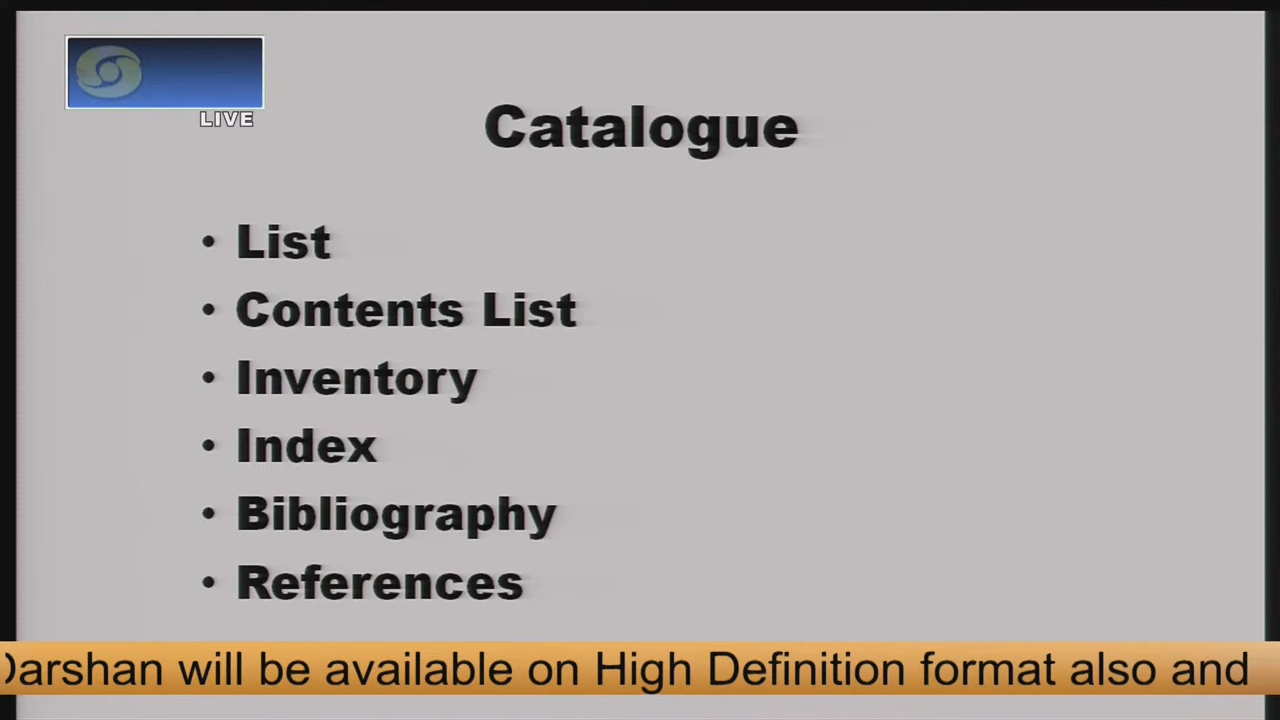 LIVE
Catalogue
• List
• Contents List
• Inventory
• Index
• Bibliography
• References
Darshan will be available on High Definition format also and